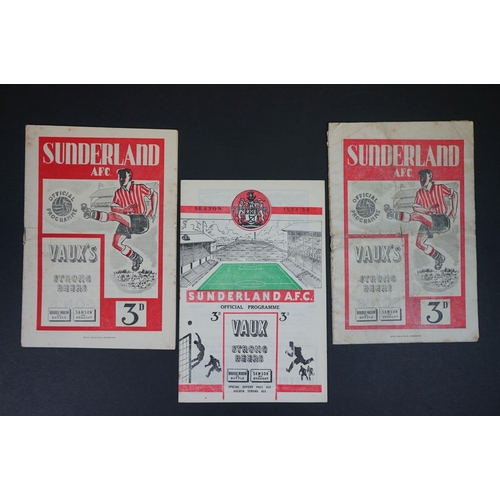 SUNDERLAND
A.F.C.
OFFICIAL
PROGRAMME
VAUX'S
STRONG
BEERS
3D
SEASON
SUNDERLAND A.F.C.
OFFICIAL PROGRAMME
3D
3D
VAUX
STRONG
BEERS
SUNDERLAND
A.F.C.
OFFICIAL
PROGRAMME
VAUX'S
STRONG
BEERS
3D